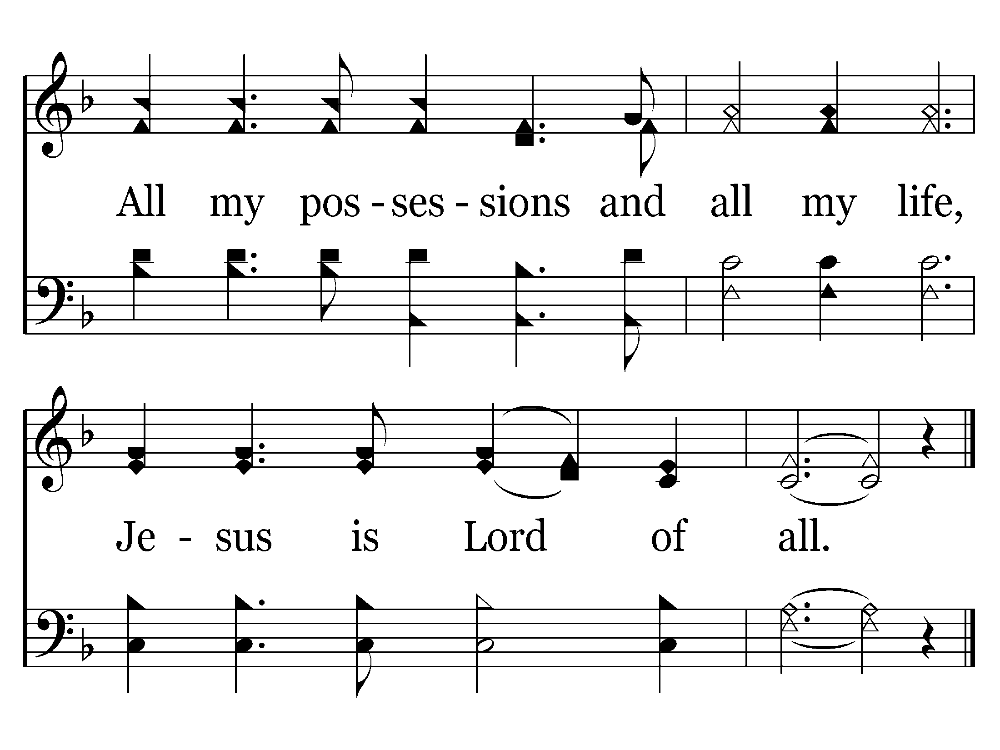 All my pos - ses - sions and all my life,
Je - sus is Lord of all.